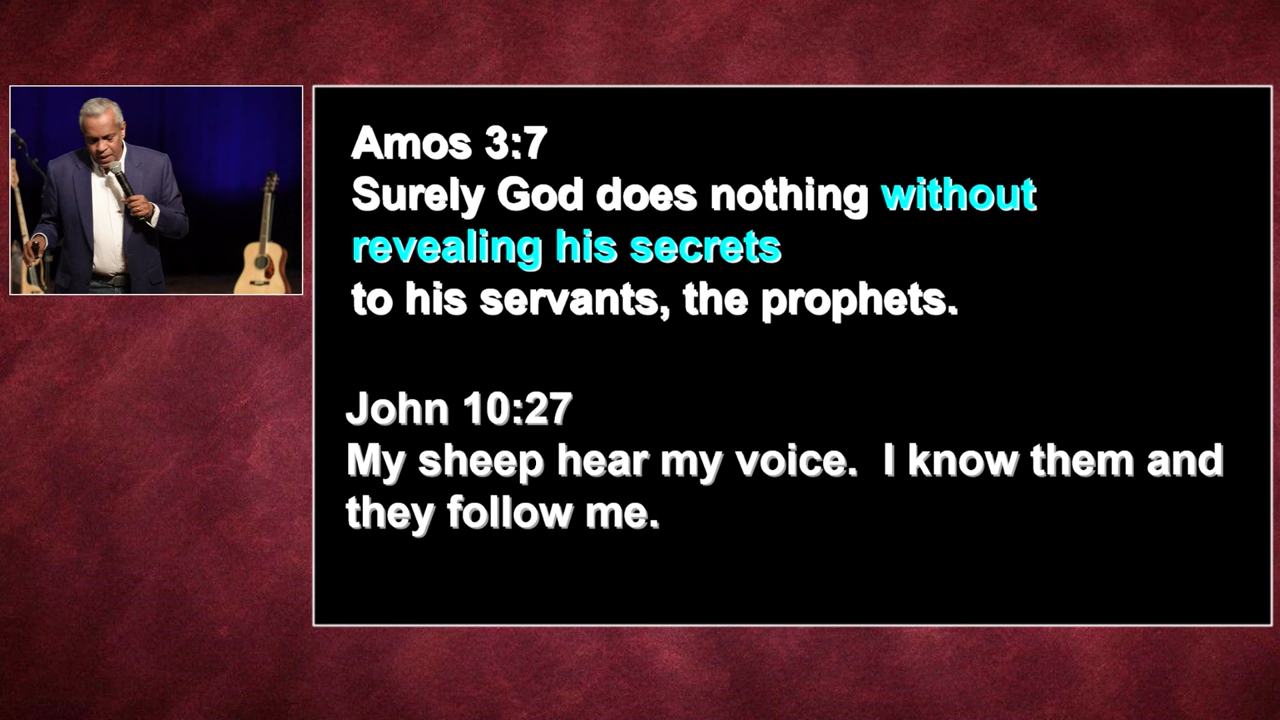 Amos 3:7
Surely God does nothing without
revealing his secrets
to his servants, the prophets.
John 10:27
My sheep hear my voice.  I know them and
they follow me.